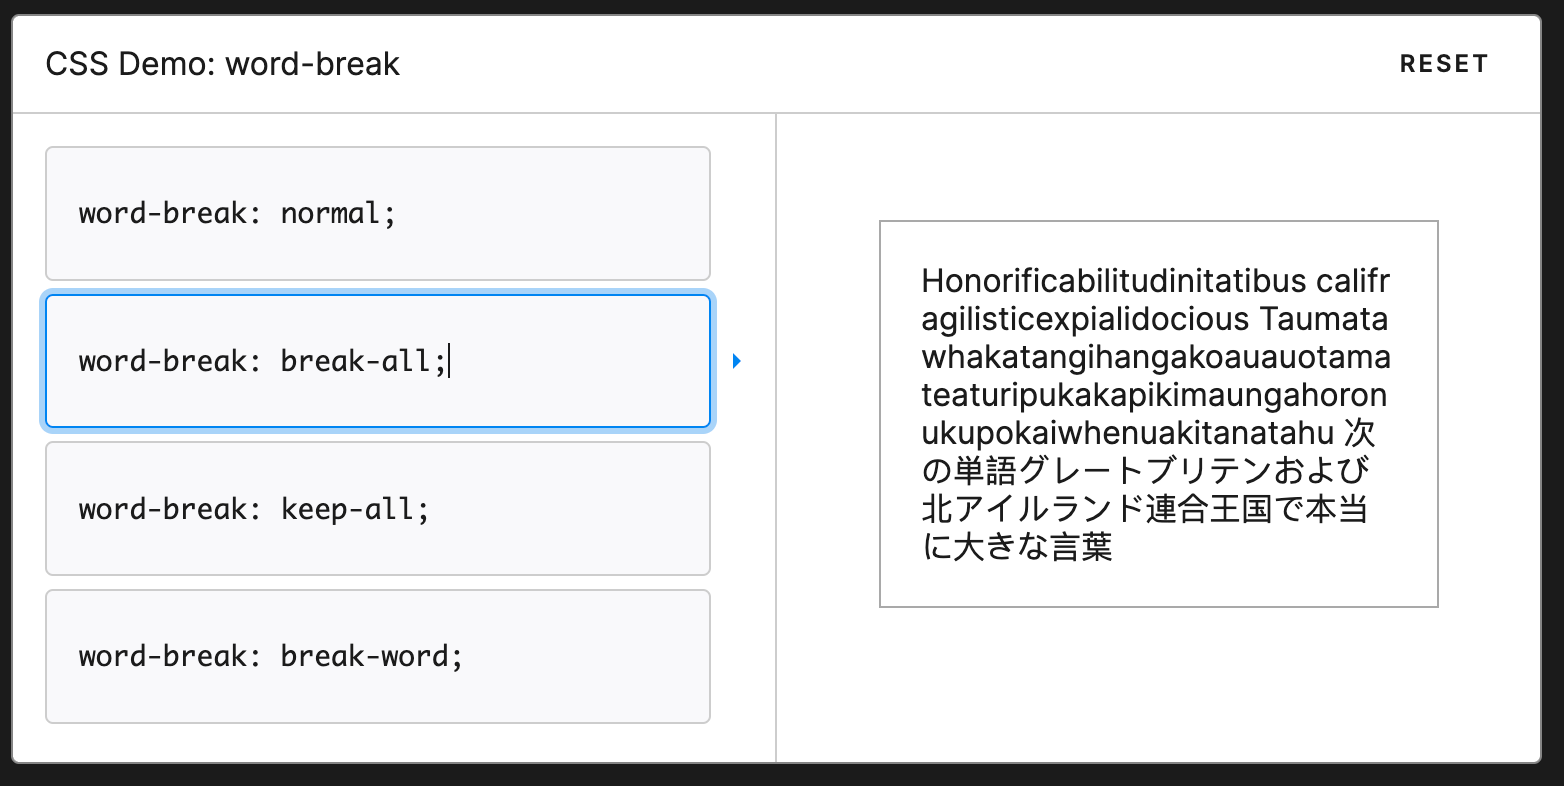 CSS Demo: word-break
RESET
word-break: normal;
word-break: break-all;
word-break: keep-all;
word-break: break-word;
Honorificabilitudinitatibus califr
agilisticexpialidocious Taumata
whakatangihangakoauauotama
teaturipukakapikimaungahoron
ukupokaiwhenuakitanatahu 次
の単語グレートブリテンおよび
北アイルランド連合王国で本当
に大きな言葉